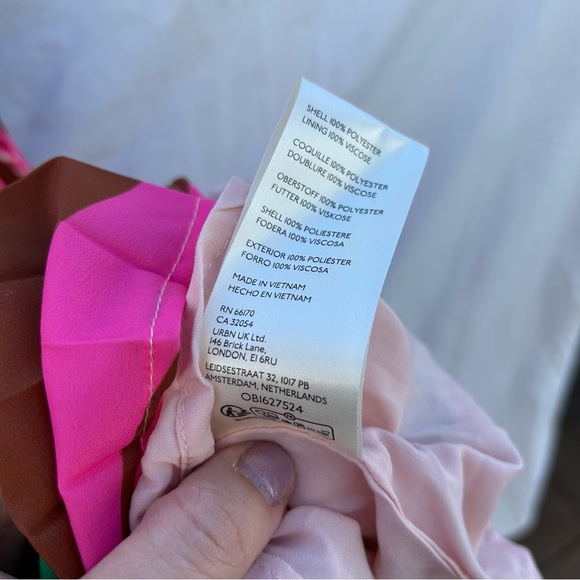 SHELL 100% POLYESTER
LINING 100% VISCOSE
COQUILLE 100% POLYESTER
DOUBLURE 100% VISCOSE
OBERSTOFF 100% POLYESTER
FUTTER 100% VISKOSE
SHELL 100% POLIESTERE
FODERA 100% VISCOSA
EXTERIOR 100% POLIÉSTER
FORRO 100% VISCOSA
MADE IN VIETNAM
HECHO EN VIETNAM
RN 66170
CA 32054
URBN UK Ltd.
146 Brick Lane,
LONDON, E1 6RU
LEIDSESTRAAT 32, 1017 PB
AMSTERDAM, NETHERLANDS
OB1627524